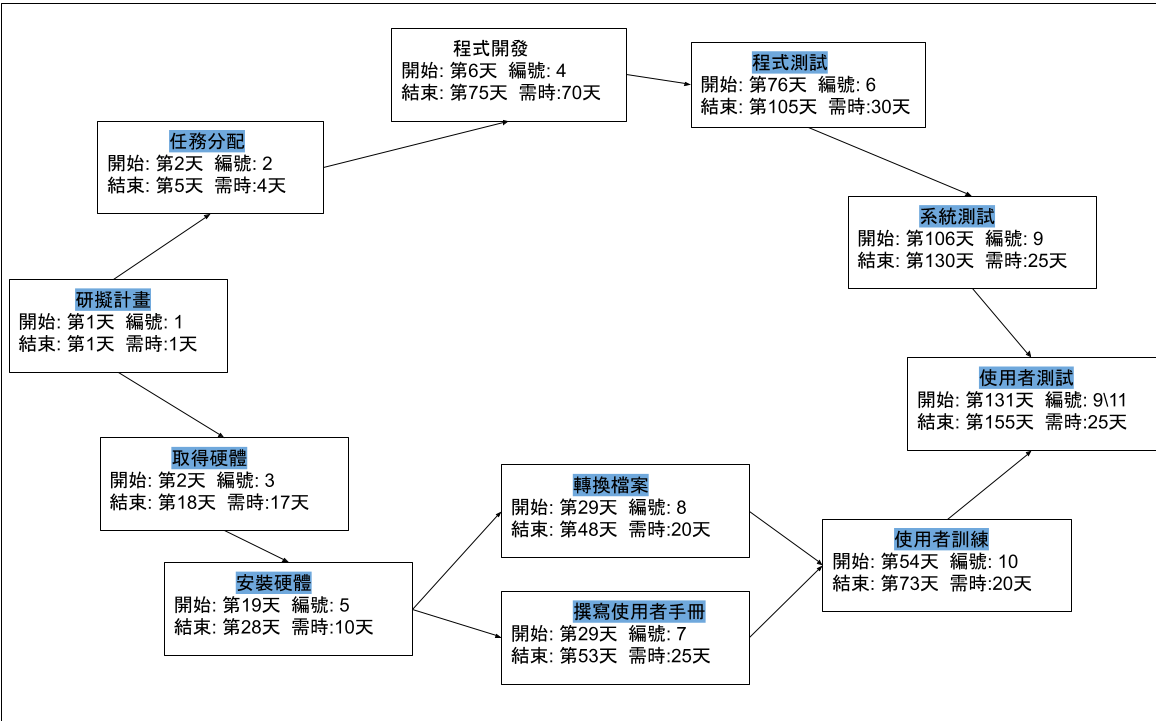 程式開發
開始: 第6天 編號: 4
結束: 第75天 需時:70天
程式測試
開始: 第76天 編號: 6
結束: 第105天 需時:30天
任務分配
開始: 第2天 編號: 2
結束: 第5天 需時:4天
系統測試
開始: 第106天 編號: 9
結束: 第130天 需時:25天
研擬計畫
開始: 第1天 編號: 1
結束: 第1天 需時:1天
使用者測試
開始: 第131天 編號: 9\11
結束: 第155天 需時:25天
取得硬體
開始: 第2天 編號: 3
結束: 第18天 需時:17天
轉換檔案
開始: 第29天 編號: 8
結束: 第48天 需時:20天
使用者訓練
開始: 第54天 編號: 10
結束: 第73天 需時:20天
安裝硬體
開始: 第19天 編號: 5
結束: 第28天 需時:10天
撰寫使用者手冊
開始: 第29天 編號: 7
結束: 第53天 需時:25天